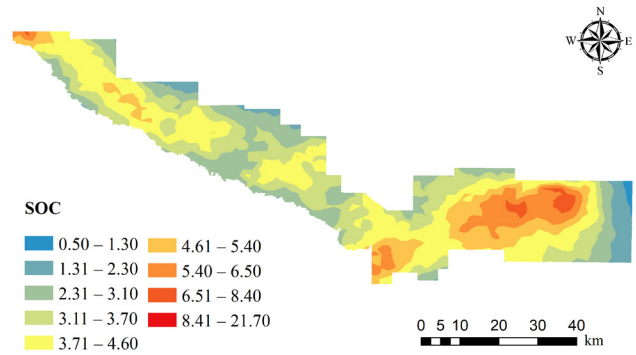 N
W E
S
SOC
0.50 – 1.30
1.31 – 2.30
2.31 – 3.10
3.11 – 3.70
3.71 – 4.60
4.61 – 5.40
5.40 – 6.50
6.51 – 8.40
8.41 – 21.70
0 5 10 20 30 40
km